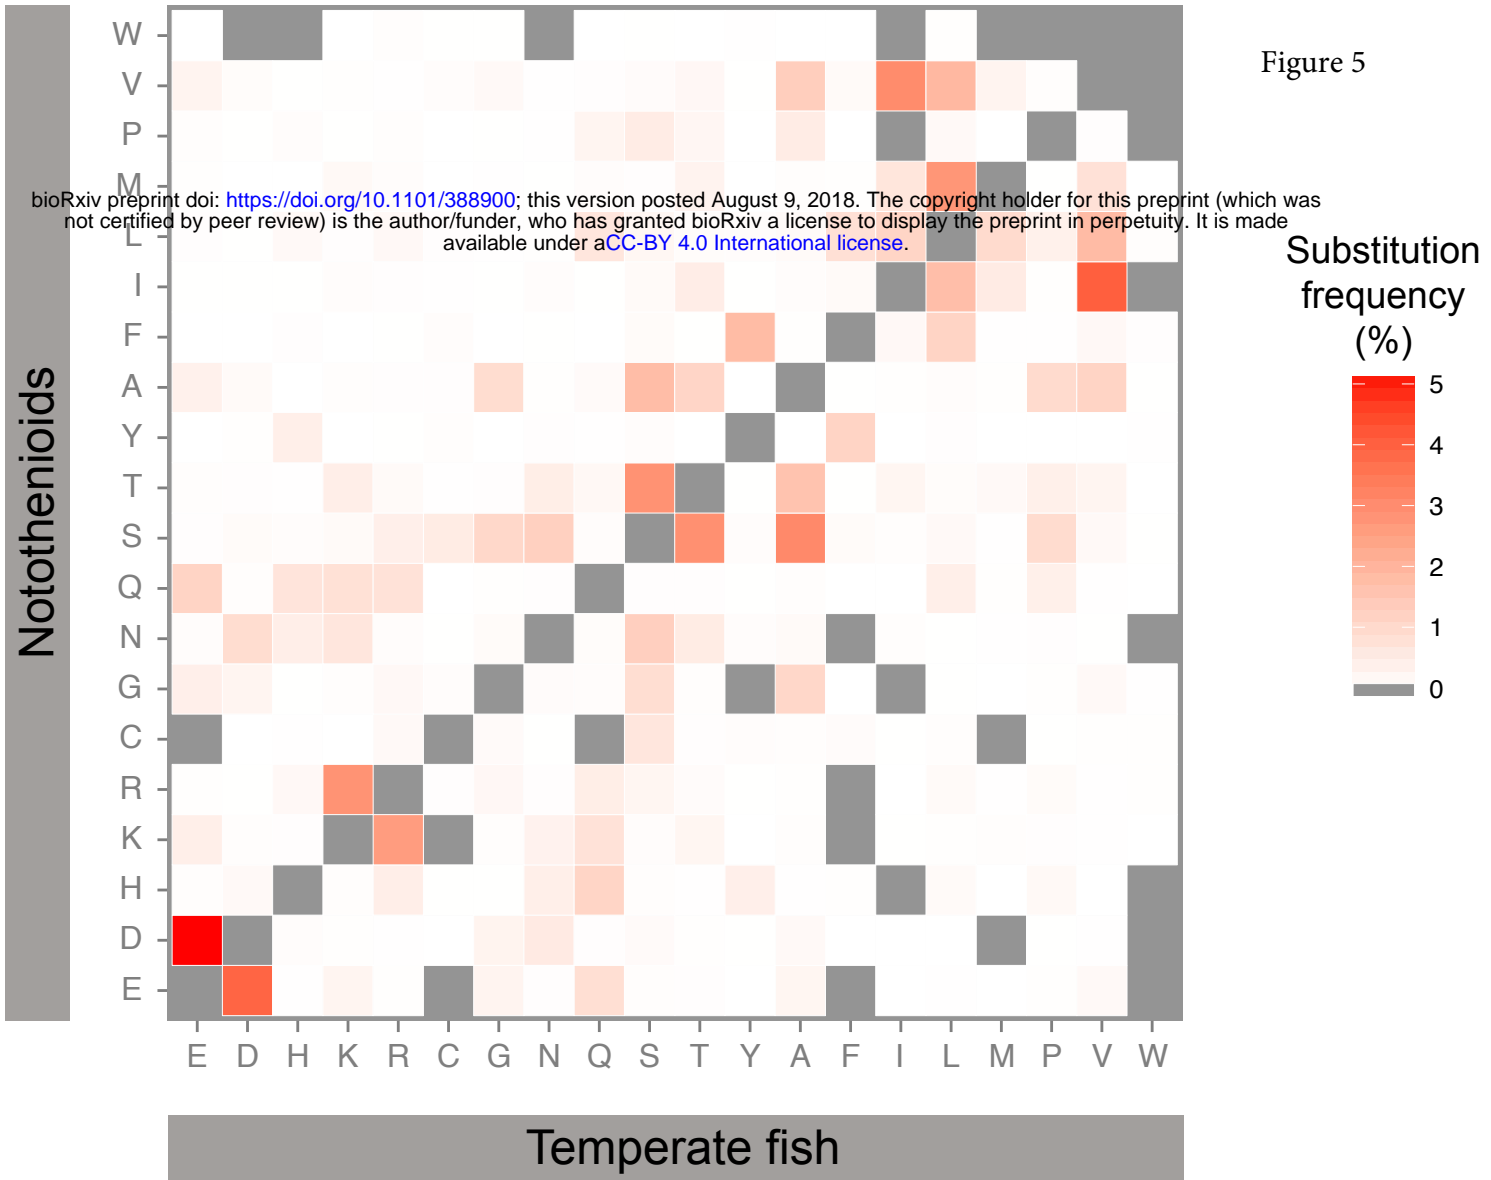 Figure 5
W
V
P
M
bioRxiv preprint doi: https://doi.org/10.1101/388900; this version posted August 9, 2018. The copyright holder for this preprint (which was
not certified by peer review) is the author/funder, who has granted bioRxiv a license to display the preprint in perpetuity. It is made
available under aCC-BY 4.0 International license.
L
I
F
A
Y
T
S
Q
N
G
C
R
K
H
D
E
Notothenioids
Substitution
frequency
(%)
5
4
3
2
1
0
E D H K R C G N Q S T Y A F I L M P V W
Temperate fish